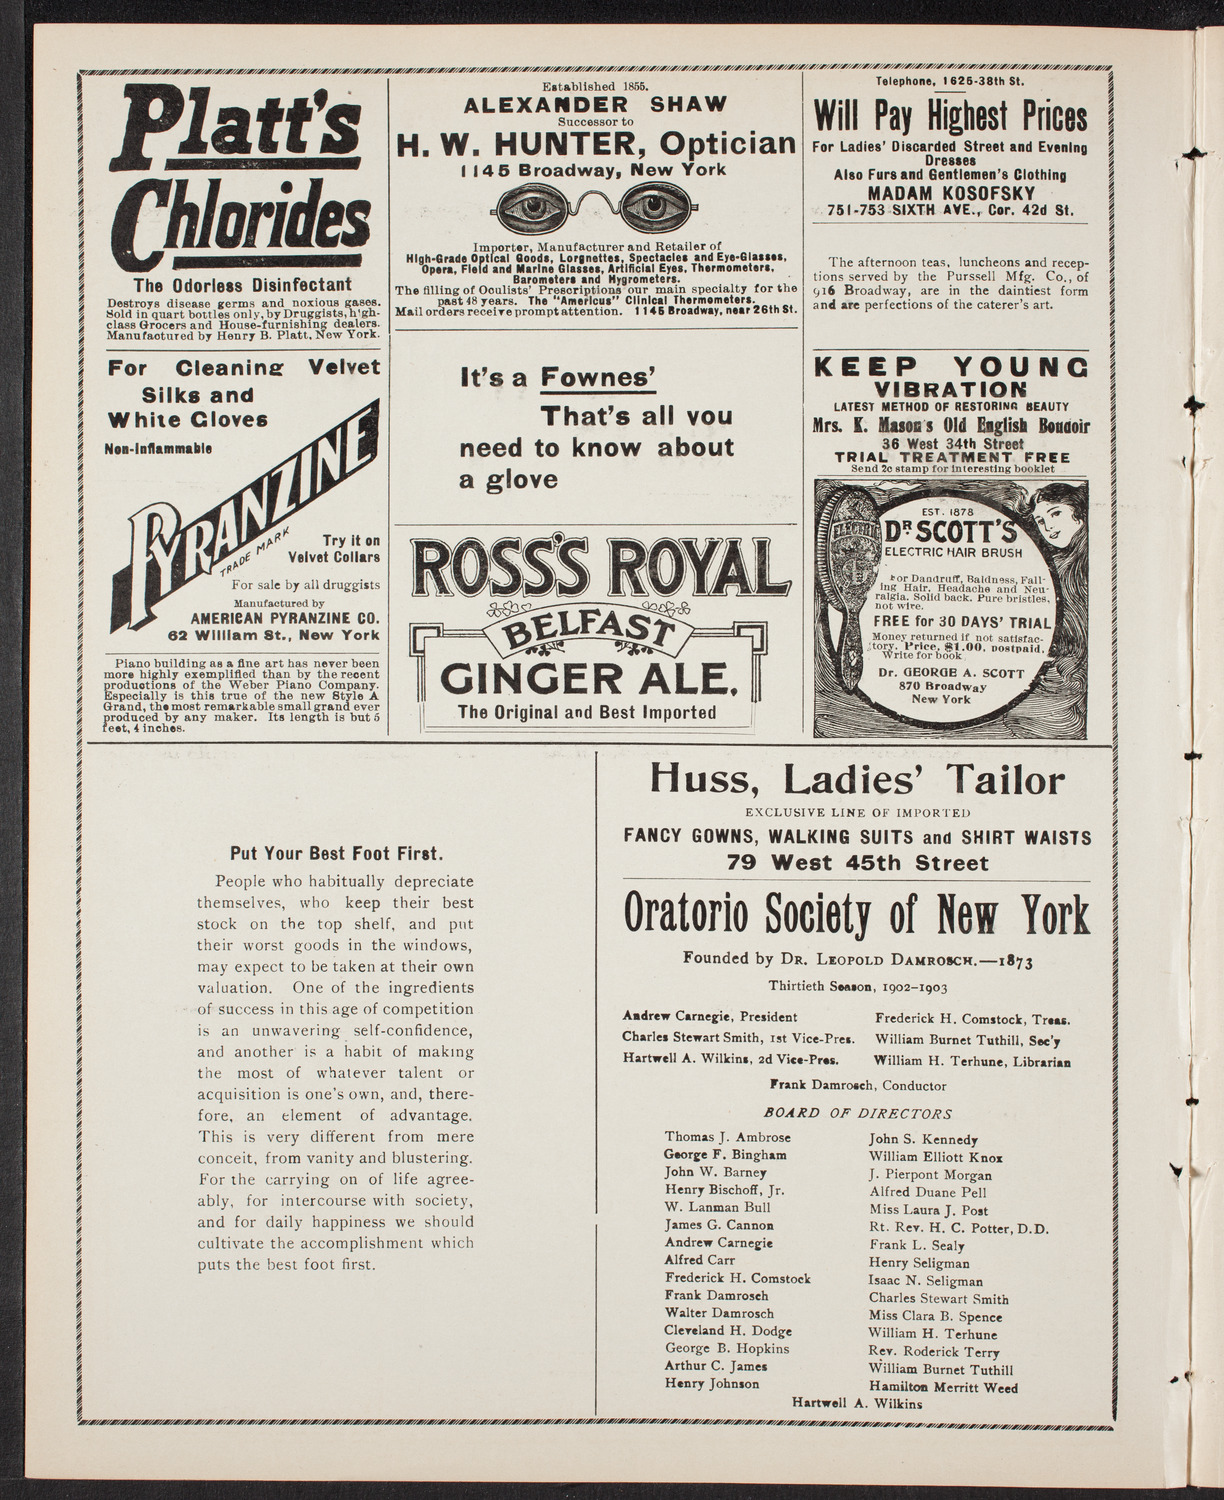 Platt's
Chlorides
The Odorless Disinfectant
Destroys disease germs and noxious gases.
Sold in quart bottles only, by Druggists, high-
class Grocers and House-furnishing dealers.
Manufactured by Henry B. Platt, New York.
For Cleaning Velvet
Silks and
White Gloves
Non-Inflammable
PYRANZINE
TRADE MARK
Try it on
Velvet Collars
For sale by all druggists
Manufactured by
AMERICAN PYRANZINE CO.
62 William St., New York
Piano building as a fine art has never been
more highly exemplified than by the recent
productions of the Weber Piano Company.
Especially is this true of the new Style A
Grand, the most remarkable small grand ever
produced by any maker. Its length is but 5
feet, 4 inches.
Established 1855.
ALEXANDER SHAW
Successor to
H. W. HUNTER, Optician
1145 Broadway, New York
Importer, Manufacturer and Retailer of
High-Grade Optical Goods, Lorgnettes, Spectacles and Eye-Glasses,
Opera, Field and Marine Glasses, Artificial Eyes, Thermometers,
Barometers and Hygrometers.
The filling of Oculists' Prescriptions our main specialty for the
past 48 years. The "Americus" Clinical Thermometers.
Mail orders receive prompt attention. 1145 Broadway, near 26th St.
It's a Fownes'
That's all you
need to know about
a glove
ROSS'S ROYAL
BELFAST
GINGER ALE.
The Original and Best Imported
Telephone, 1625-38th St.
Will Pay Highest Prices
For Ladies' Discarded Street and Evening
Dresses
Also Furs and Gentlemen's Clothing
MADAM KOSOFSKY
751-753 SIXTH AVE., Cor. 42d St.
The afternoon teas, luncheons and recep-
tions served by the Purssell Mfg. Co., of
916 Broadway, are in the daintiest form
and are perfections of the caterer's art.
KEEP YOUNG
VIBRATION
LATEST METHOD OF RESTORING BEAUTY
Mrs. K. Mason's Old English Boudoir
36 West 34th Street
TRIAL TREATMENT FREE
Send 2c stamp for interesting booklet
ELECTRIC
EST. 1878
DR. SCOTT'S
ELECTRIC HAIR BRUSH
For Dandruff, Baldness, Fall-
ing Hair, Headache and Neu-
ralgia. Solid back. Pure bristles,
not wire.
FREE for 30 DAYS' TRIAL
Money returned if not satisfac-
tory. Price, $1.00, postpaid.
Write for book
Dr. GEORGE A. SCOTT
870 Broadway
New York
Put Your Best Foot First.
People who habitually depreciate
themselves, who keep their best
stock on the top shelf, and put
their worst goods in the windows,
may expect to be taken at their own
valuation. One of the ingredients
of success in this age of competition
is an unwavering self-confidence,
and another is a habit of making
the most of whatever talent or
acquisition is one's own, and, there-
fore, an element of advantage.
This is very different from mere
conceit, from vanity and blustering.
For the carrying on of life agree-
ably, for intercourse with society,
and for daily happiness we should
cultivate the accomplishment which
puts the best foot first.
Huss, Ladies' Tailor
EXCLUSIVE LINE OF IMPORTED
FANCY GOWNS, WALKING SUITS and SHIRT WAISTS
79 West 45th Street
Oratorio Society of New York
Founded by DR. LEOPOLD DAMROSCH.—1873
Thirtieth Season, 1902-1903
Andrew Carnegie, President
Charles Stewart Smith, 1st Vice-Pres.
Hartwell A. Wilkins, 2d Vice-Pres.
Frederick H. Comstock, Treas.
William Burnet Tuthill, Sec'y
William H. Terhune, Librarian
Frank Damrosch, Conductor
BOARD OF DIRECTORS
Thomas J. Ambrose
George F. Bingham
John W. Barney
Henry Bischoff, Jr.
W. Lanman Bull
James G. Cannon
Andrew Carnegie
Alfred Carr
Frederick H. Comstock
Frank Damrosch
Walter Damrosch
Cleveland H. Dodge
George B. Hopkins
Arthur C. James
Henry Johnson
John S. Kennedy
William Elliott Knox
J. Pierpont Morgan
Alfred Duane Pell
Miss Laura J. Post
Rt. Rev. H. C. Potter, D.D.
Frank L. Sealy
Henry Seligman
Isaac N. Seligman
Charles Stewart Smith
Miss Clara B. Spence
William H. Terhune
Rev. Roderick Terry
William Burnet Tuthill
Hamilton Merritt Weed
Hartwell A. Wilkins